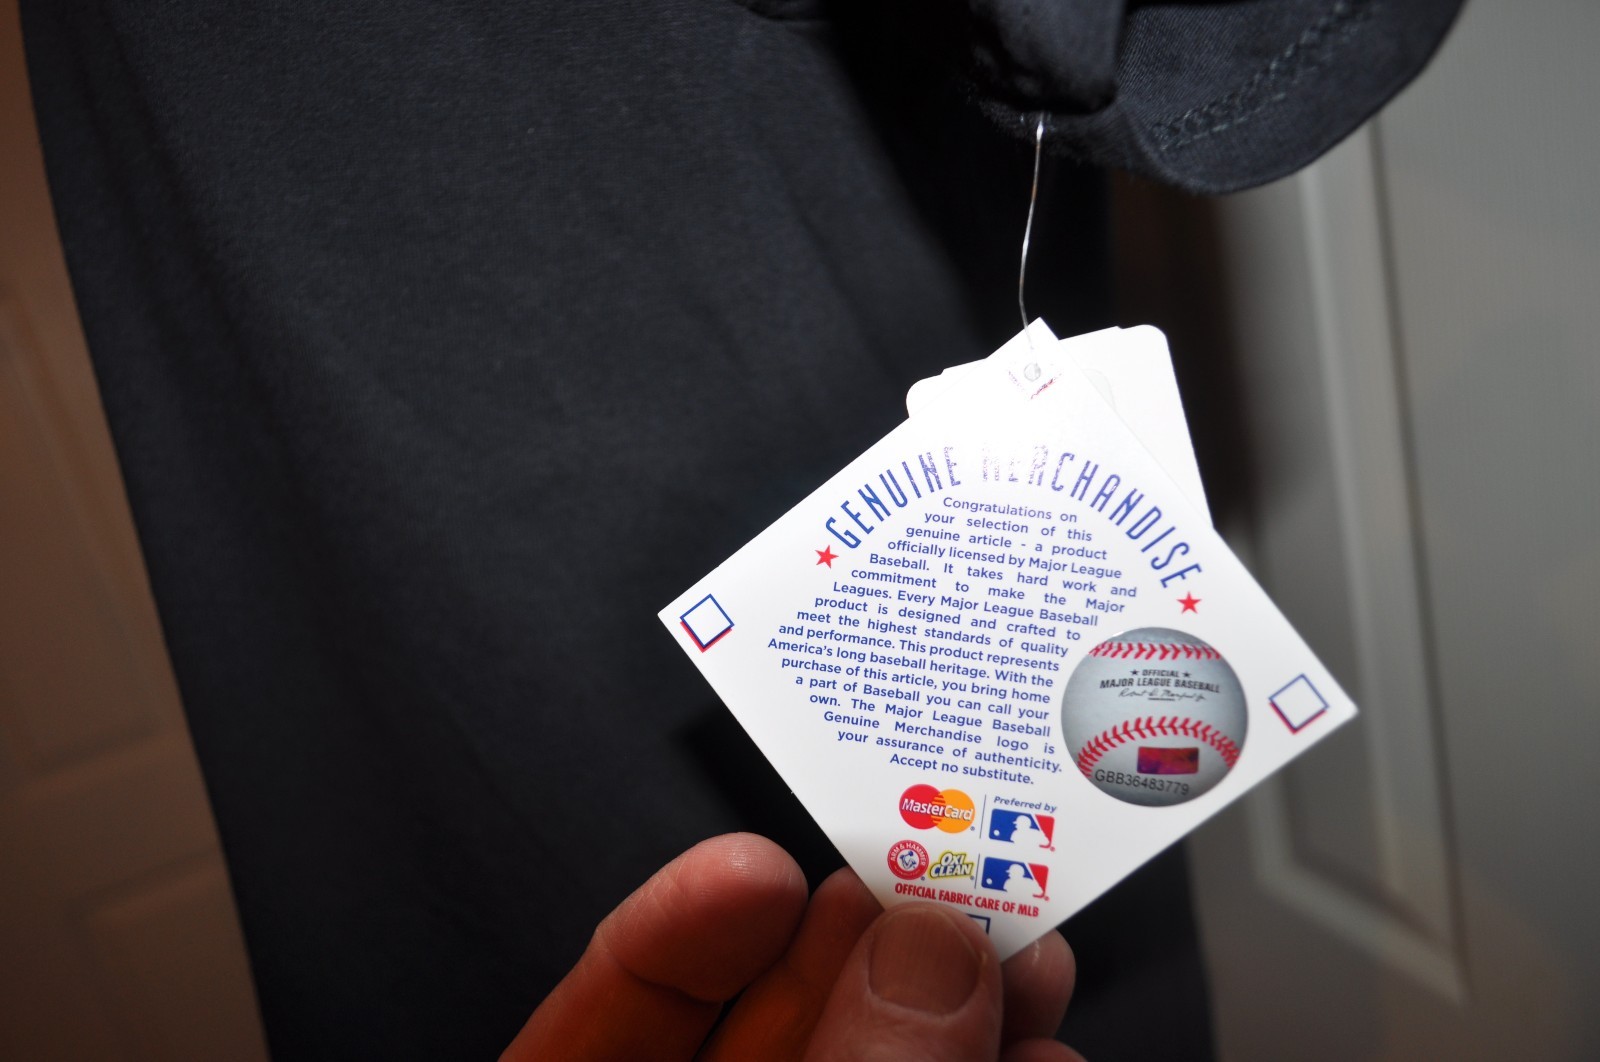 GENUINE MERCHANDISE
Congratulations on
your selection of this
genuine article - a product
officially licensed by Major League
Baseball. It takes hard work and
commitment to make the Major
Leagues. Every Major League Baseball
product is designed and crafted to
meet the highest standards of quality
and performance. This product represents
America's long baseball heritage. With the
purchase of this article, you bring home
a part of Baseball you can call your
own. The Major League Baseball
Genuine Merchandise logo is
your assurance of authenticity.
Accept no substitute.
★ OFFICIAL ★
MAJOR LEAGUE BASEBALL
GBB36483779
MasterCard
Preferred by
ARM & HAMMER
OXI
CLEAN
OFFICIAL FABRIC CARE OF MLB